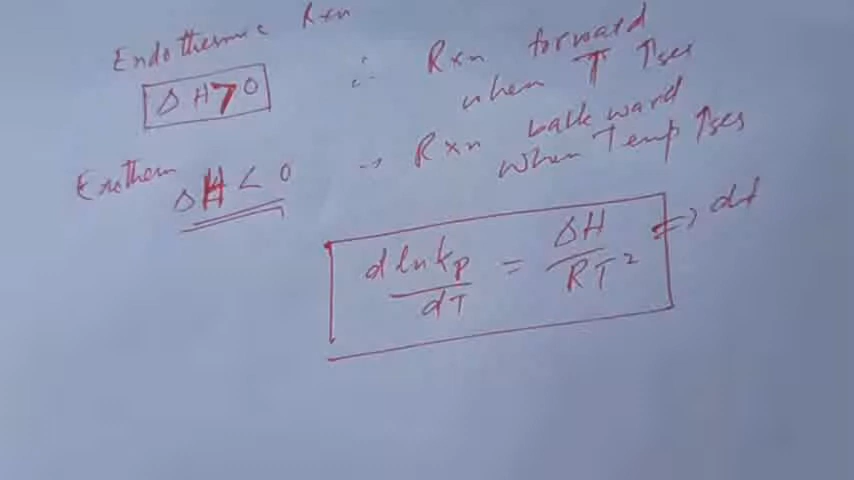 Endothermic Rxn
ΔH>0 ∴ Rxn forward
when T ↑ses
Exotherm → Rxn backward
ΔH<0 when Temp ↑ses
d ln kp / dT = ΔH / RT² ⇒ d